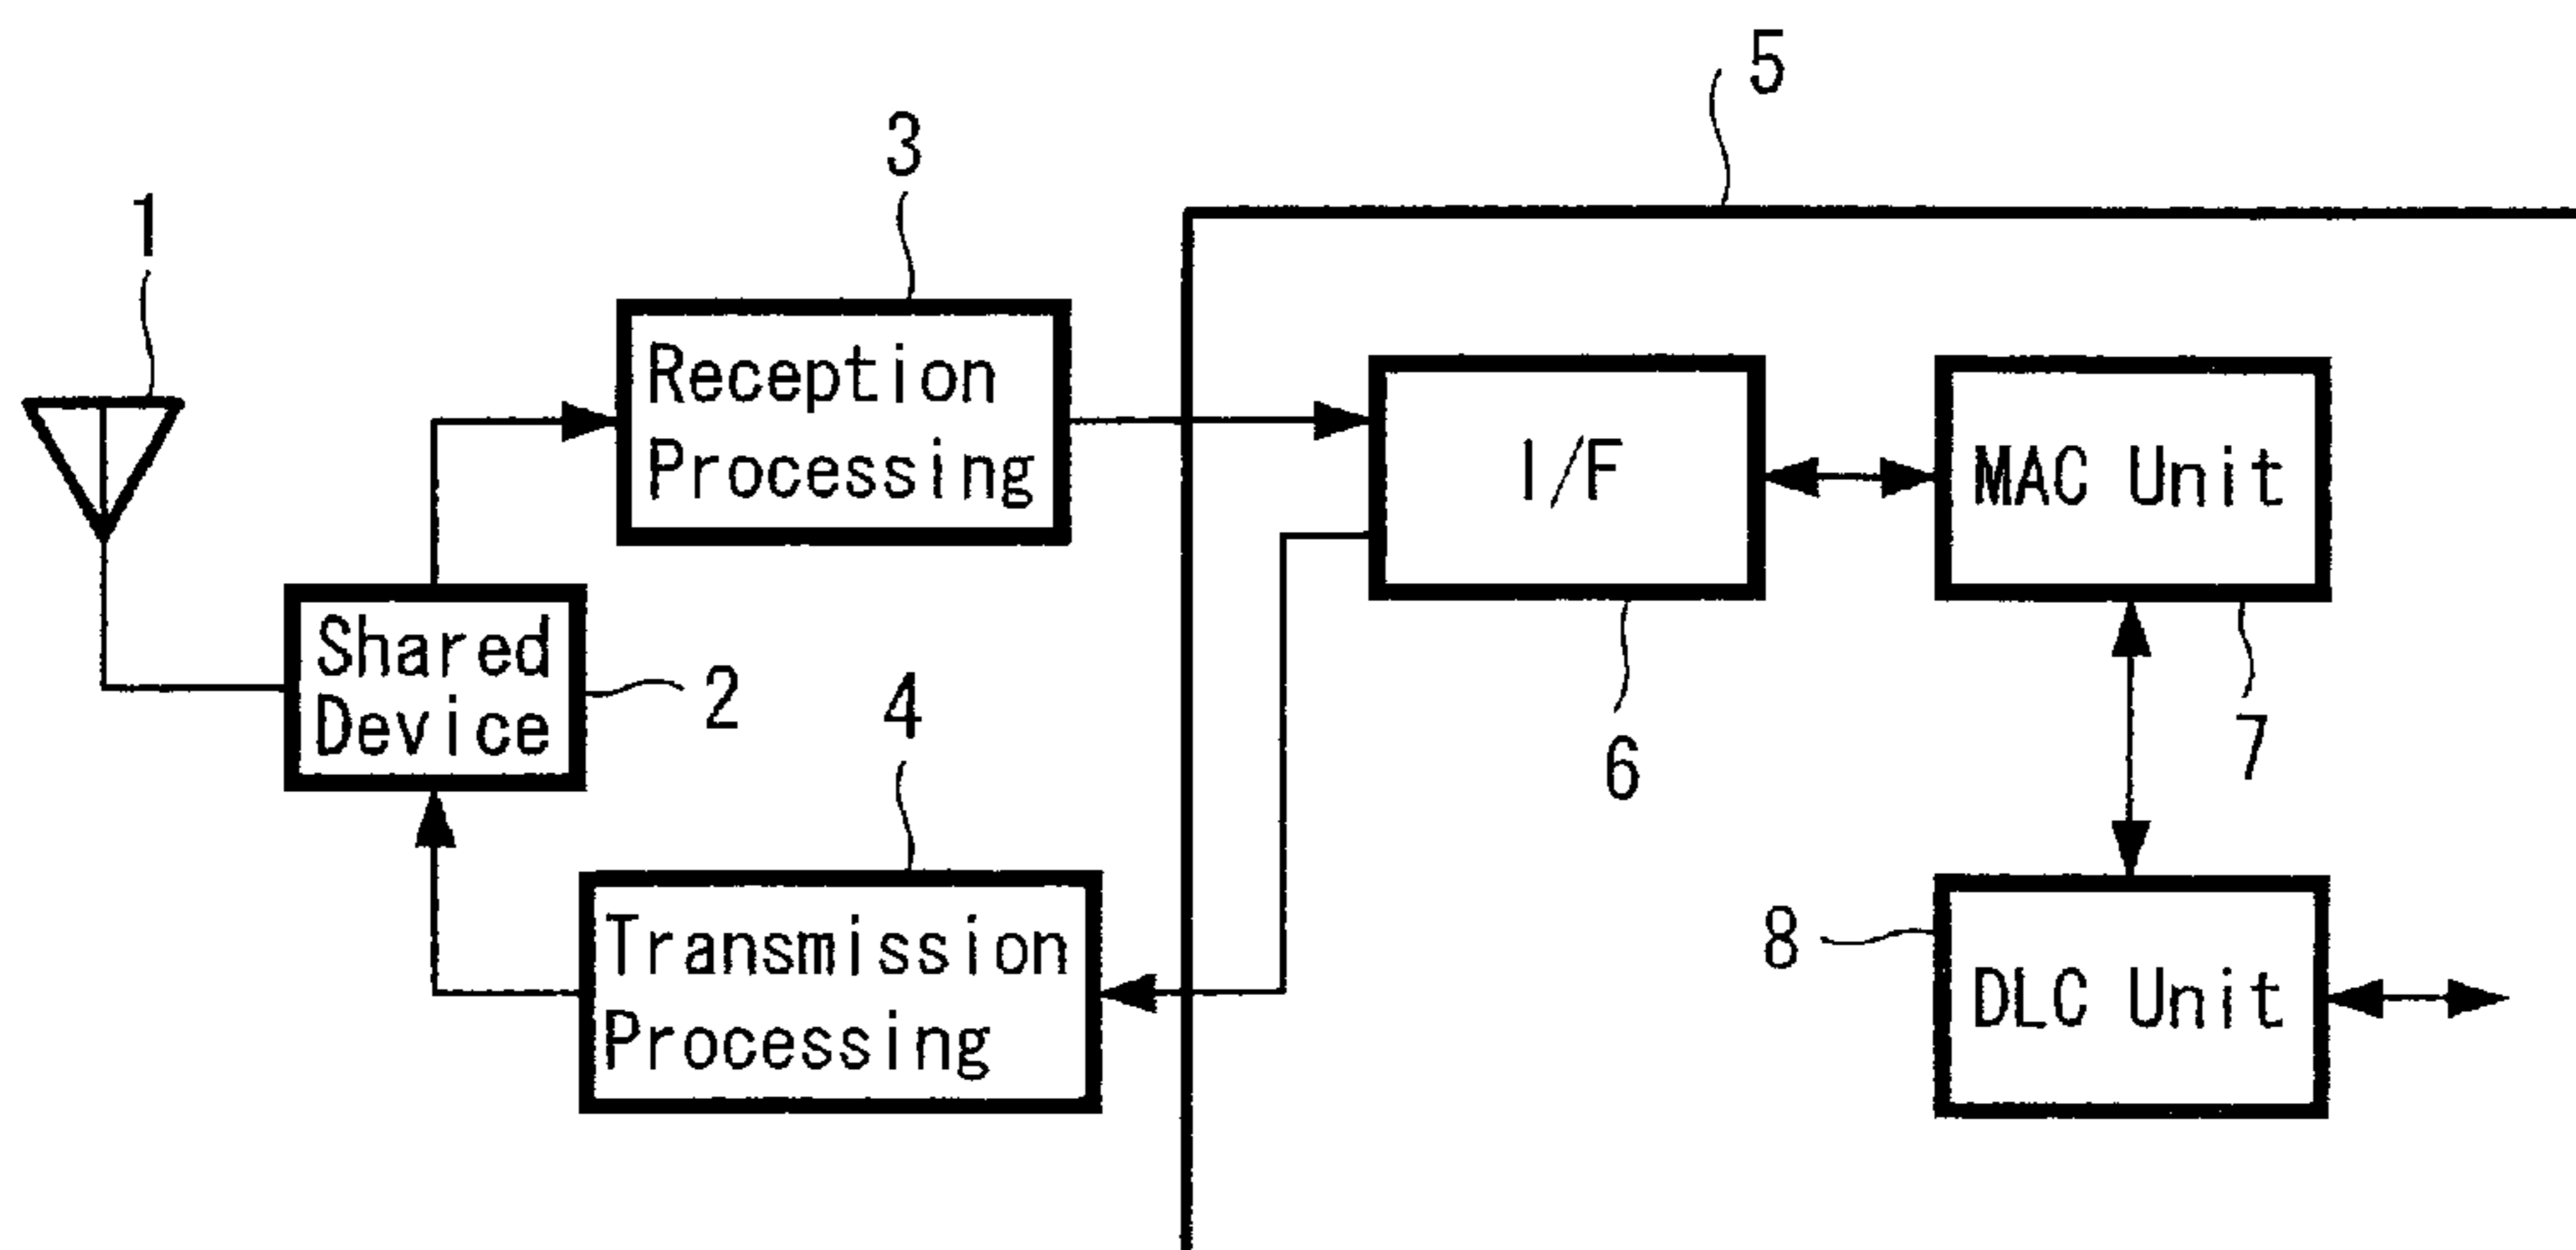 5
3
1
Reception
Processing
I/F
MAC Unit
Shared
Device
2
4
6
7
Transmission
Processing
8
DLC Unit